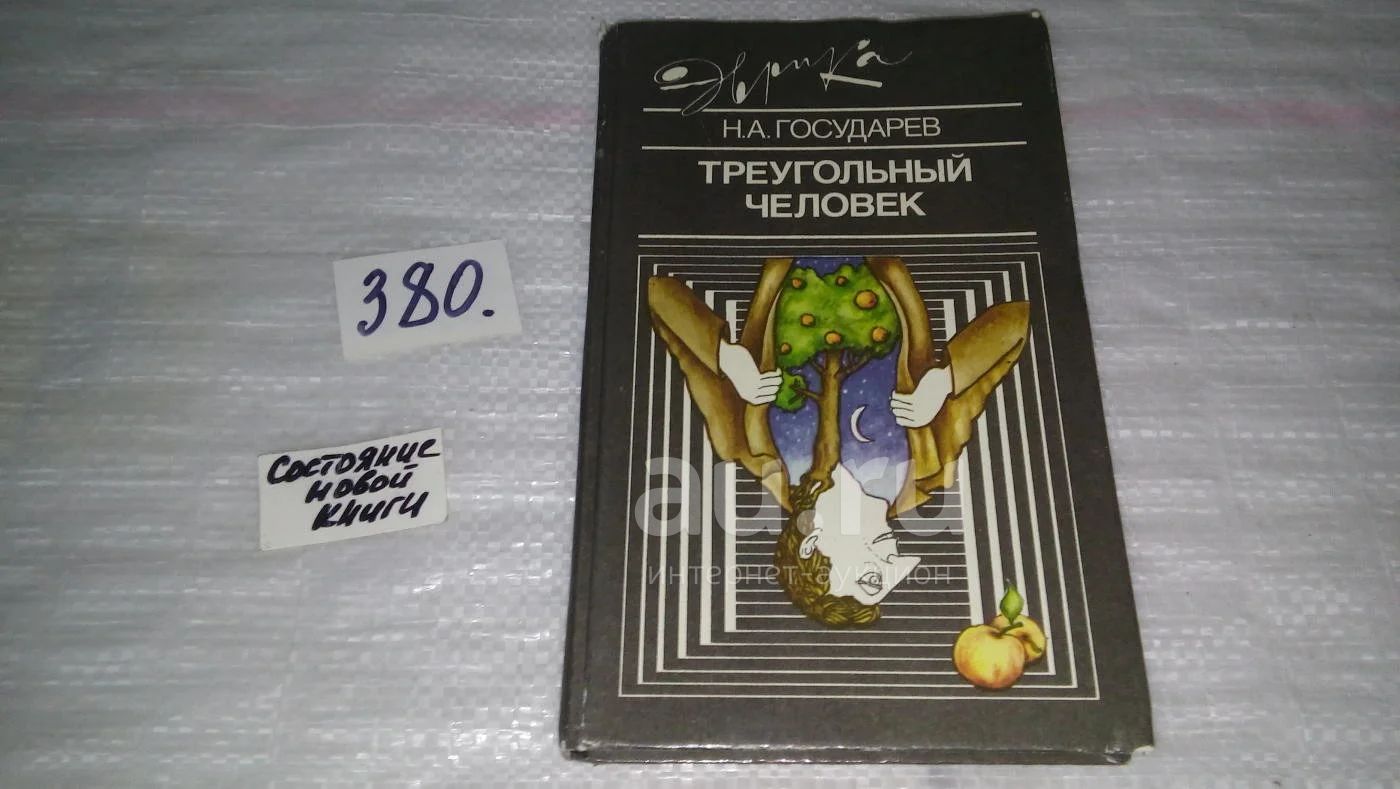 Эврика
Н.А. ГОСУДАРЕВ
ТРЕУГОЛЬНЫЙ
ЧЕЛОВЕК
380.
Состояние
новой
книги
au.ru
интернет-аукцион